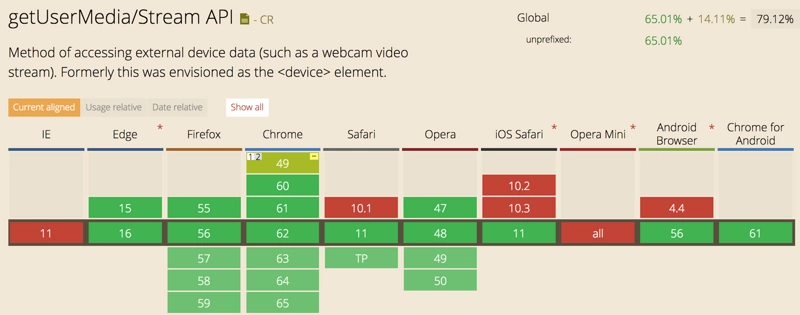 getUserMedia/Stream API - CR
Global 65.01% + 14.11% = 79.12%
unprefixed: 65.01%
Method of accessing external device data (such as a webcam video
stream). Formerly this was envisioned as the <device> element.
Current aligned Usage relative Date relative Show all
IE Edge * Firefox Chrome Safari Opera iOS Safari * Opera Mini * Android Browser * Chrome for Android
1 2 49 -
60 10.2
15 55 61 10.1 47 10.3 4.4
11 16 56 62 11 48 11 all 56 61
57 63 TP 49
58 64 50
59 65